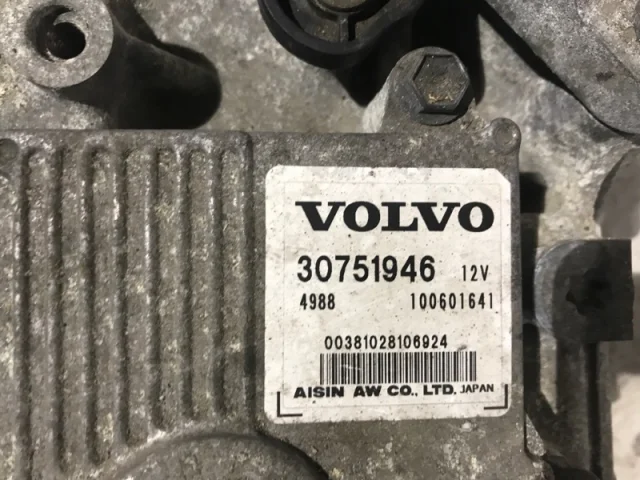 VOLVO
30751946 12V
4988 100601641
00381028106924
AISIN AW CO., LTD. JAPAN